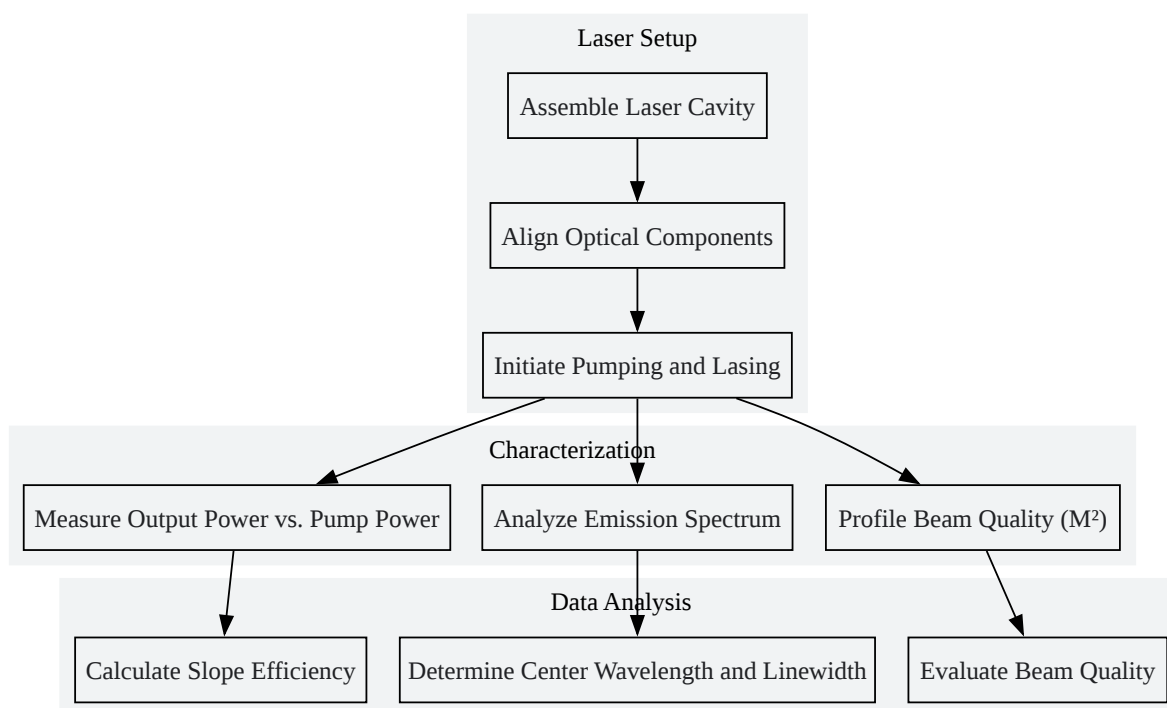 Laser Setup
Assemble Laser Cavity
Align Optical Components
Initiate Pumping and Lasing
Characterization
Measure Output Power vs. Pump Power
Analyze Emission Spectrum
Profile Beam Quality (M²)
Data Analysis
Calculate Slope Efficiency
Determine Center Wavelength and Linewidth
Evaluate Beam Quality